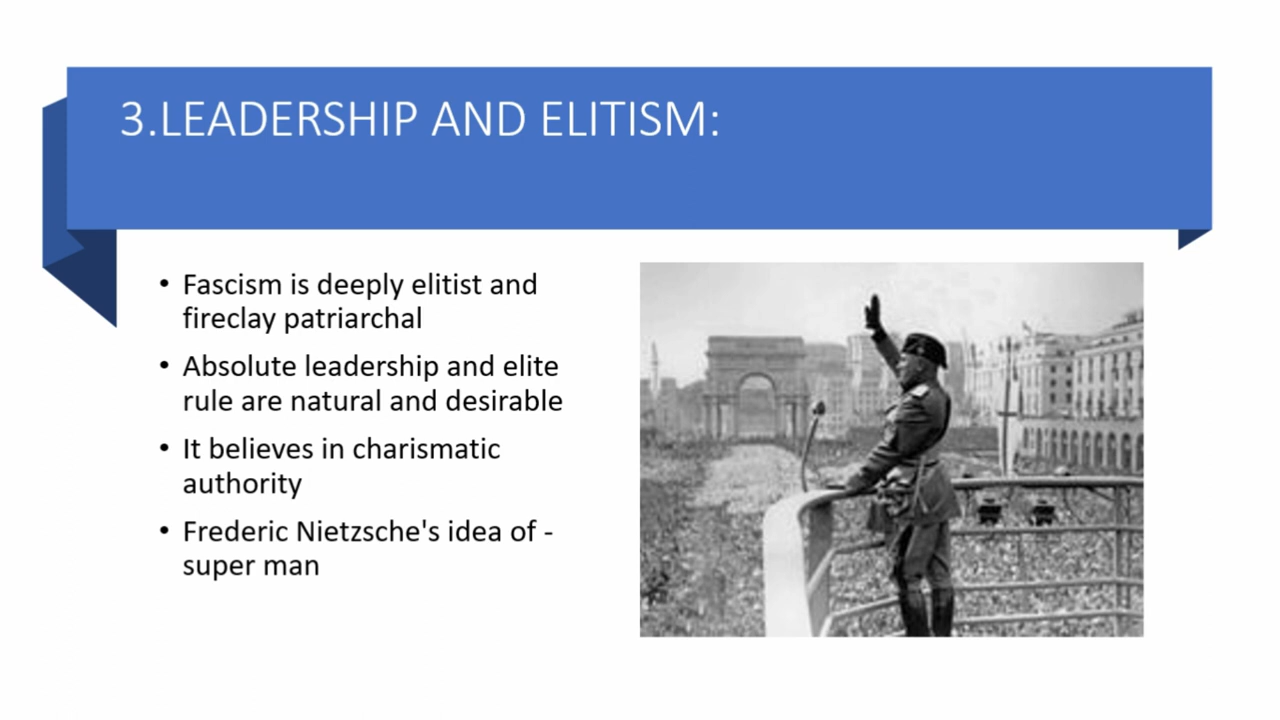 3.LEADERSHIP AND ELITISM:
• Fascism is deeply elitist and
fireclay patriarchal
• Absolute leadership and elite
rule are natural and desirable
• It believes in charismatic
authority
• Frederic Nietzsche's idea of -
super man